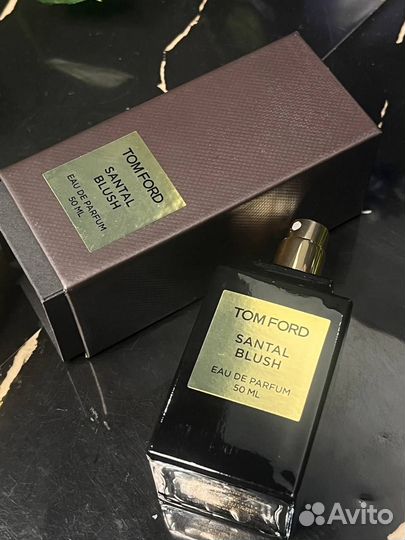 TOM FORD
SANTAL
BLUSH
EAU DE PARFUM
50 ML
TOM FORD
SANTAL
BLUSH
EAU DE PARFUM
50 ML
Avito